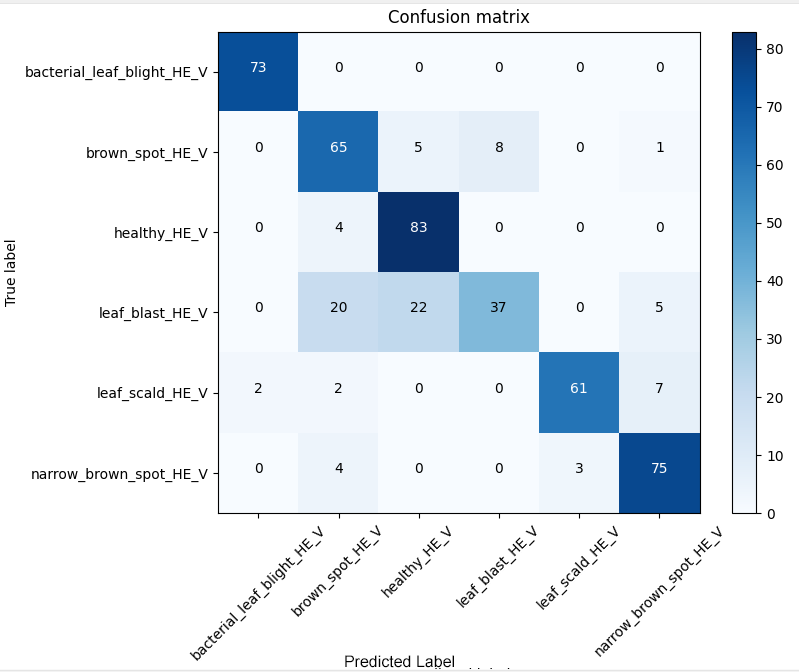 Confusion matrix
bacterial_leaf_blight_HE_V 73 0 0 0 0 0
brown_spot_HE_V 0 65 5 8 0 1
healthy_HE_V 0 4 83 0 0 0
leaf_blast_HE_V 0 20 22 37 0 5
leaf_scald_HE_V 2 2 0 0 61 7
narrow_brown_spot_HE_V 0 4 0 0 3 75
True label
80
70
60
50
40
30
20
10
0
bacterial_leaf_blight_HE_V
brown_spot_HE_V
healthy_HE_V
leaf_blast_HE_V
leaf_scald_HE_V
narrow_brown_spot_HE_V
Predicted Label